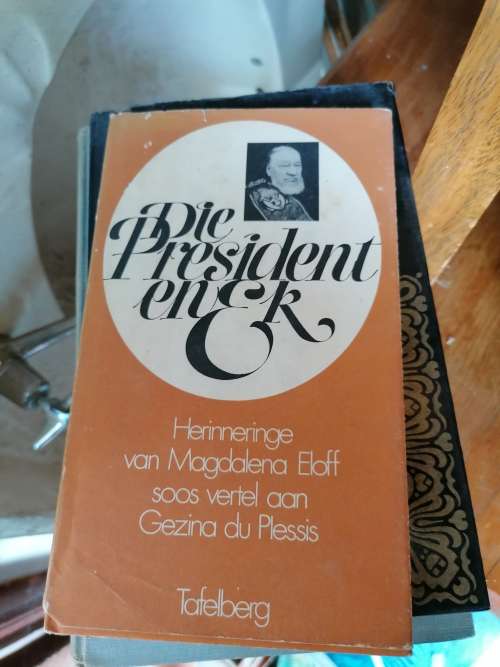 Die
President
en Ek
Herinneringe
van Magdalena Eloff
soos vertel aan
Gezina du Plessis
Tafelberg